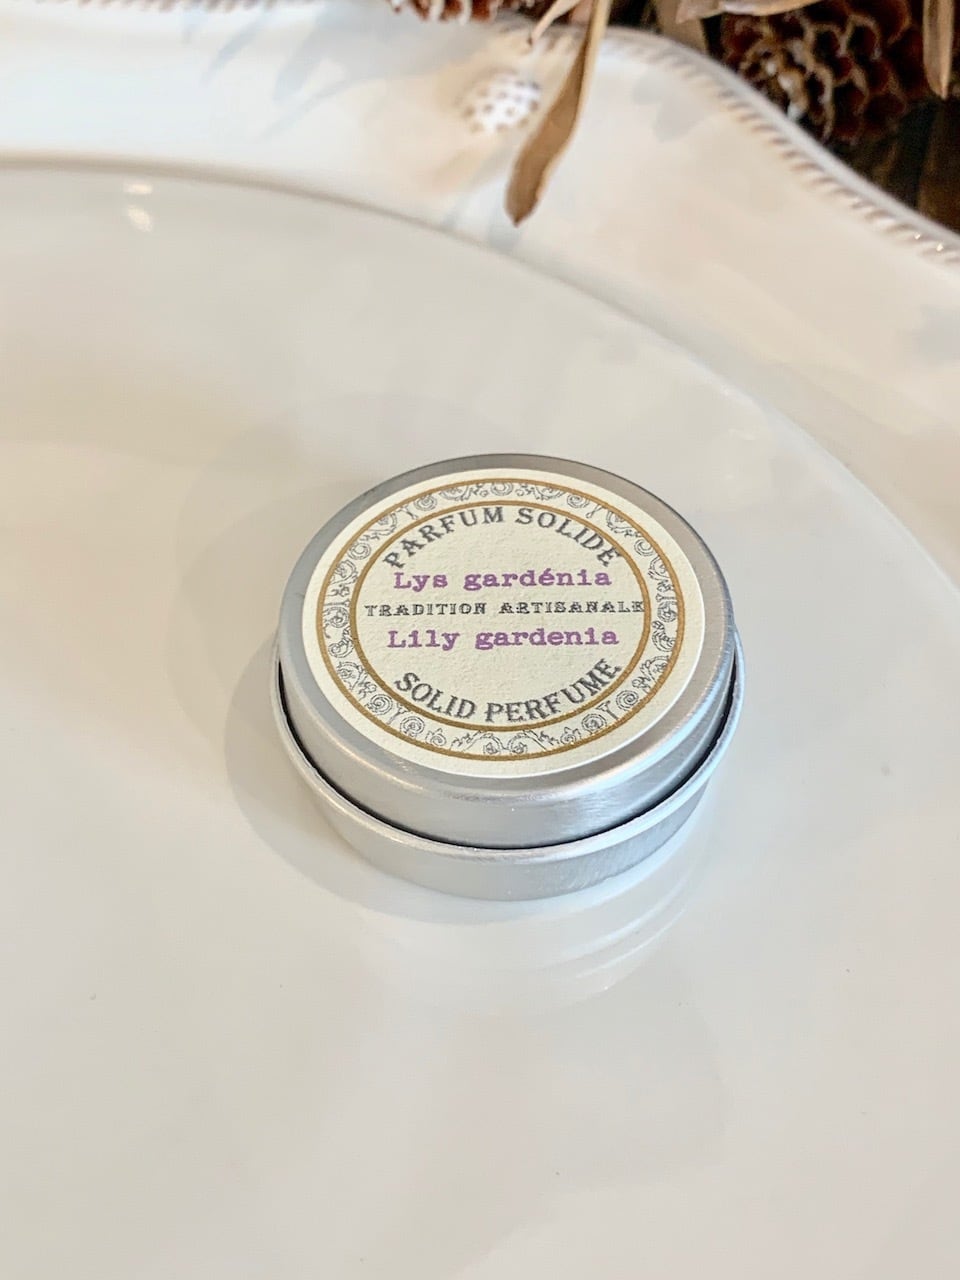 PARFUM SOLIDE
Lys gardénia
TRADITION ARTISANALE
Lily gardenia
SOLID PERFUME